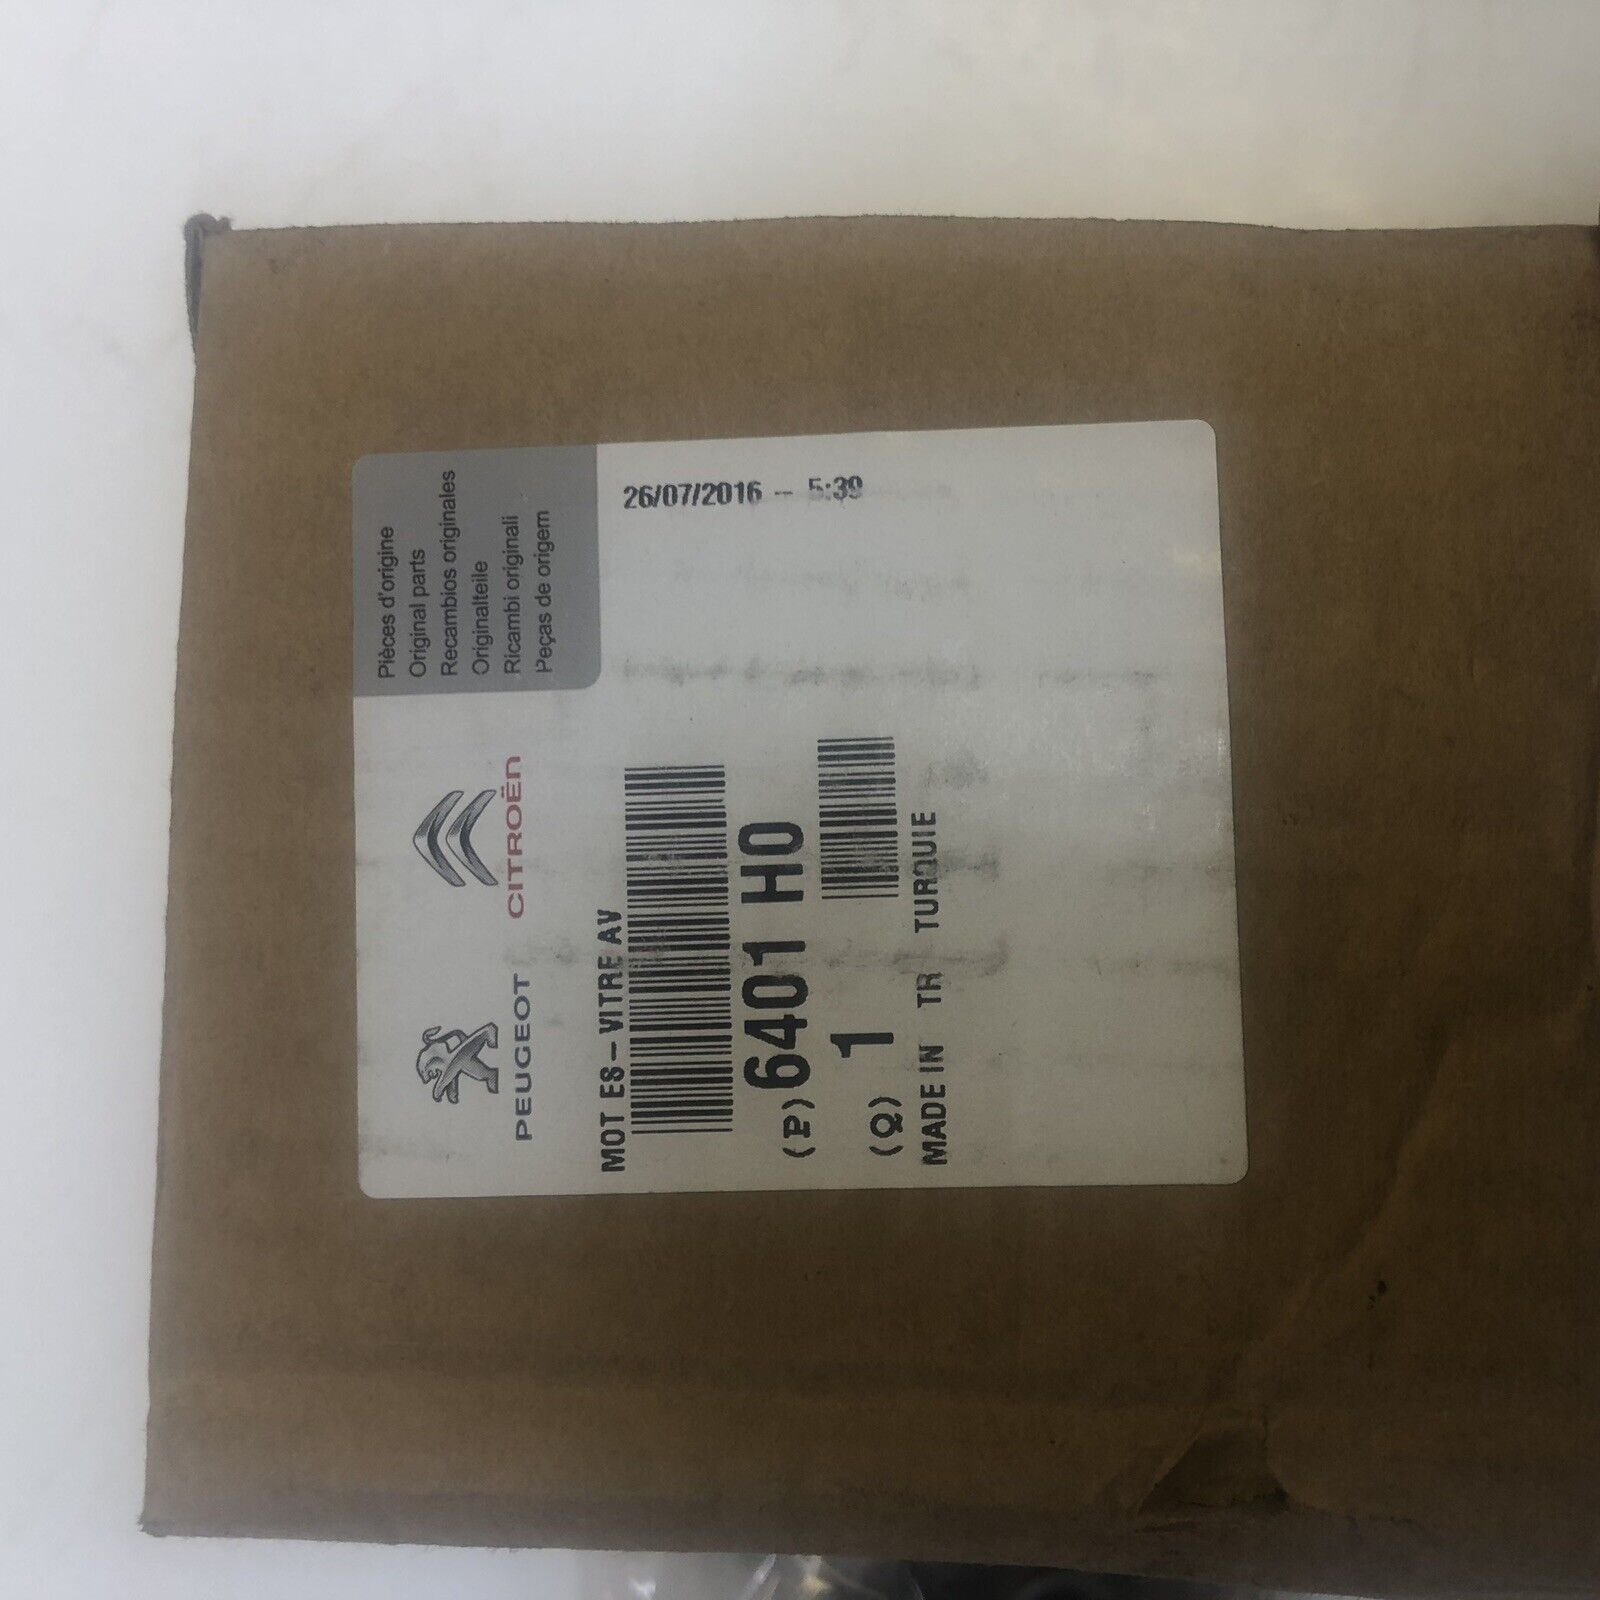 PEUGEOT
CITROËN
Pièces d'origine
Original parts
Recambios originales
Originalteile
Ricambi originali
Peças de origem
26/07/2016 -- 5:39
MOT ES-VITRE AV
(P) 6401 H0
(Q) 1
MADE IN TR TURQUIE